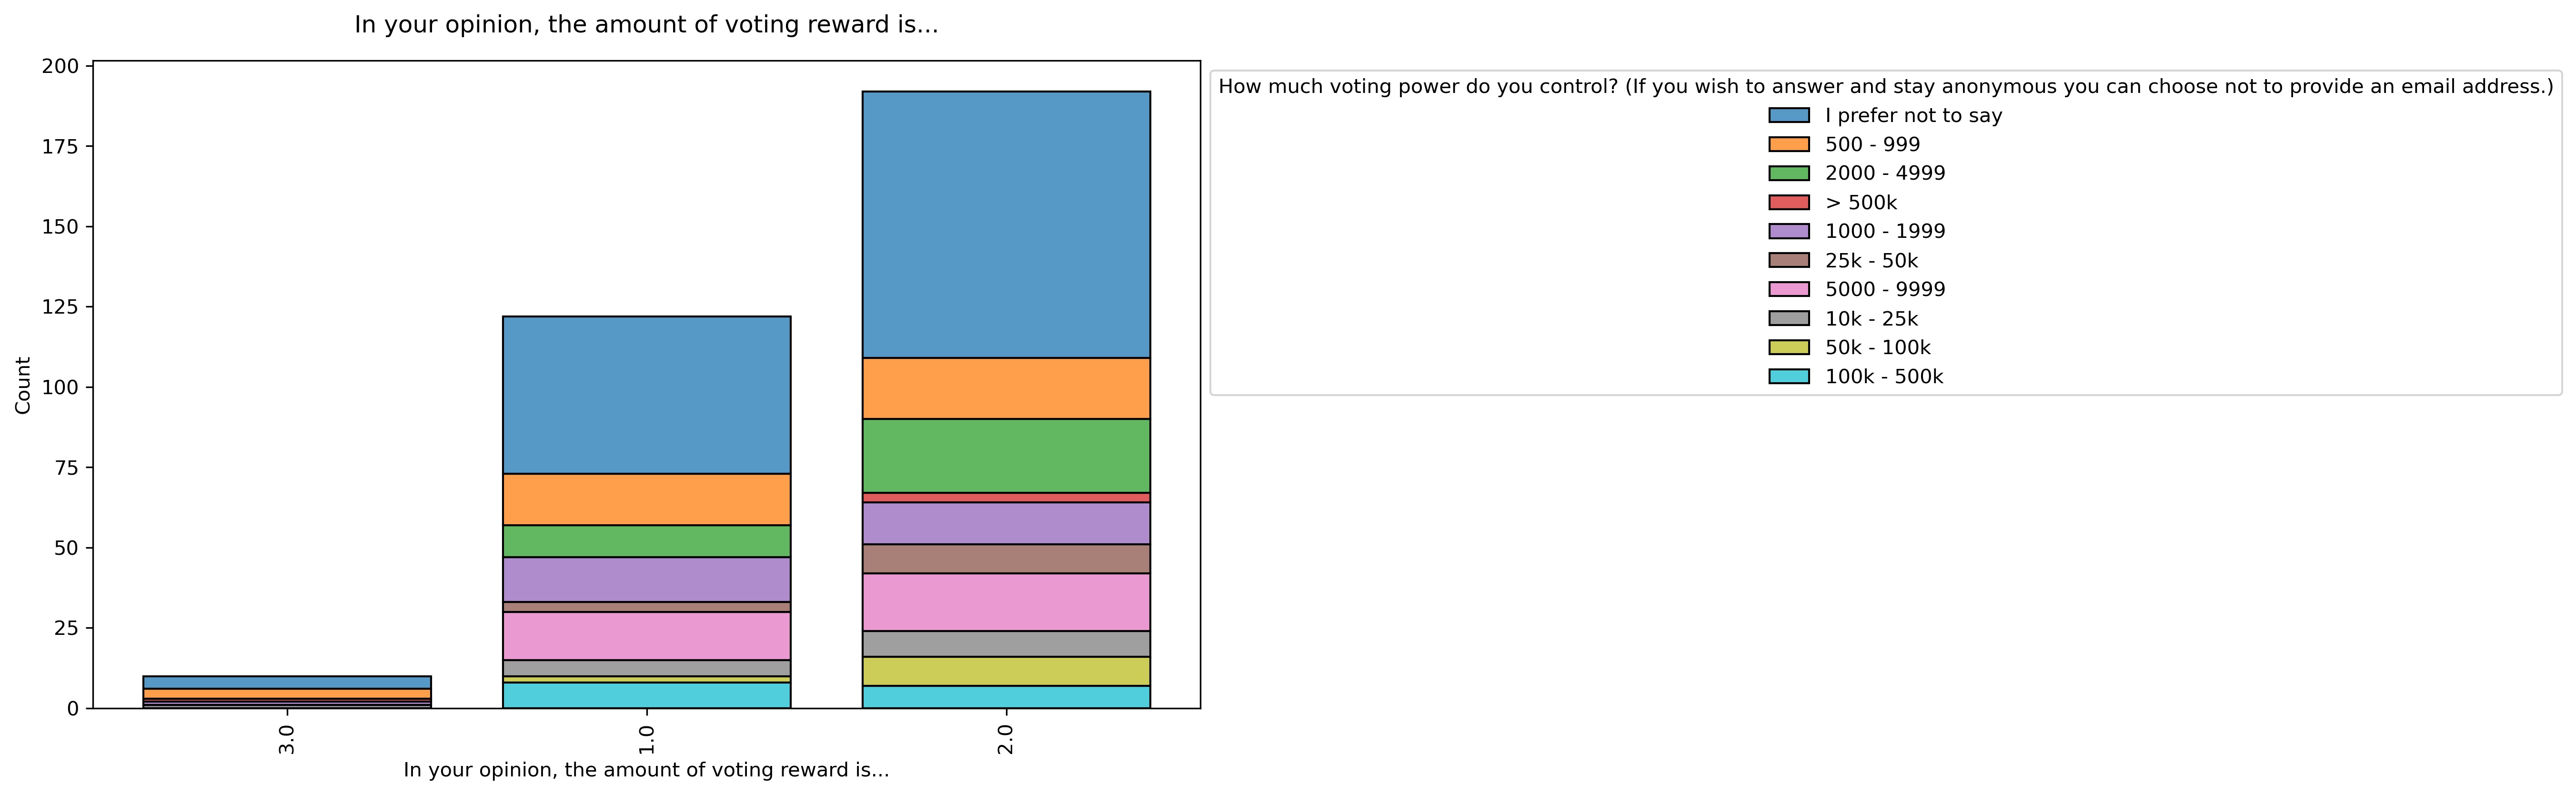 In your opinion, the amount of voting reward is...
200
175
150
125
100
75
50
25
0
Count
3.0
1.0
2.0
In your opinion, the amount of voting reward is...
How much voting power do you control? (If you wish to answer and stay anonymous you can choose not to provide an email address.)
I prefer not to say
500 - 999
2000 - 4999
> 500k
1000 - 1999
25k - 50k
5000 - 9999
10k - 25k
50k - 100k
100k - 500k